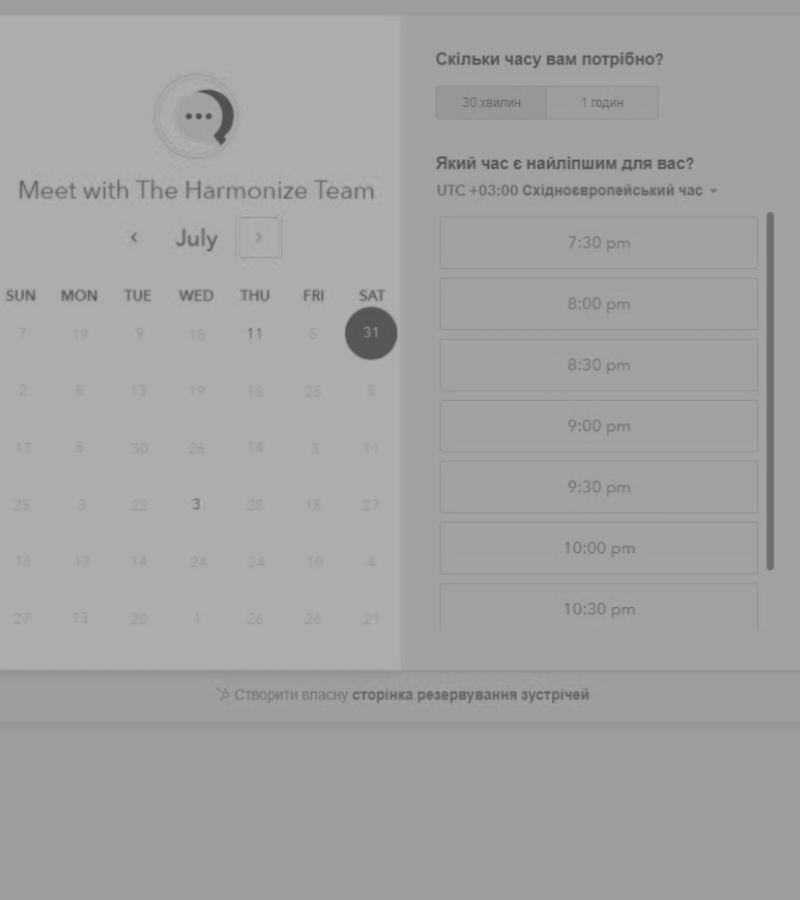 Meet with The Harmonize Team
July
SUN MON TUE WED THU FRI SAT
7 19 9 18 11 5 31
2 5 13 19 16 25 5
17 5 30 26 14 3 11
25 3 22 3 28 18 27
16 17 14 24 24 10 4
27 13 20 1 26 26 21
Скільки часу вам потрібно?
30 хвилин 1 годин
Який час є найліпшим для вас?
UTC +03:00 Східноєвропейський час
7:30 pm
8:00 pm
8:30 pm
9:00 pm
9:30 pm
10:00 pm
10:30 pm
Створити власну сторінка резервування зустрічей